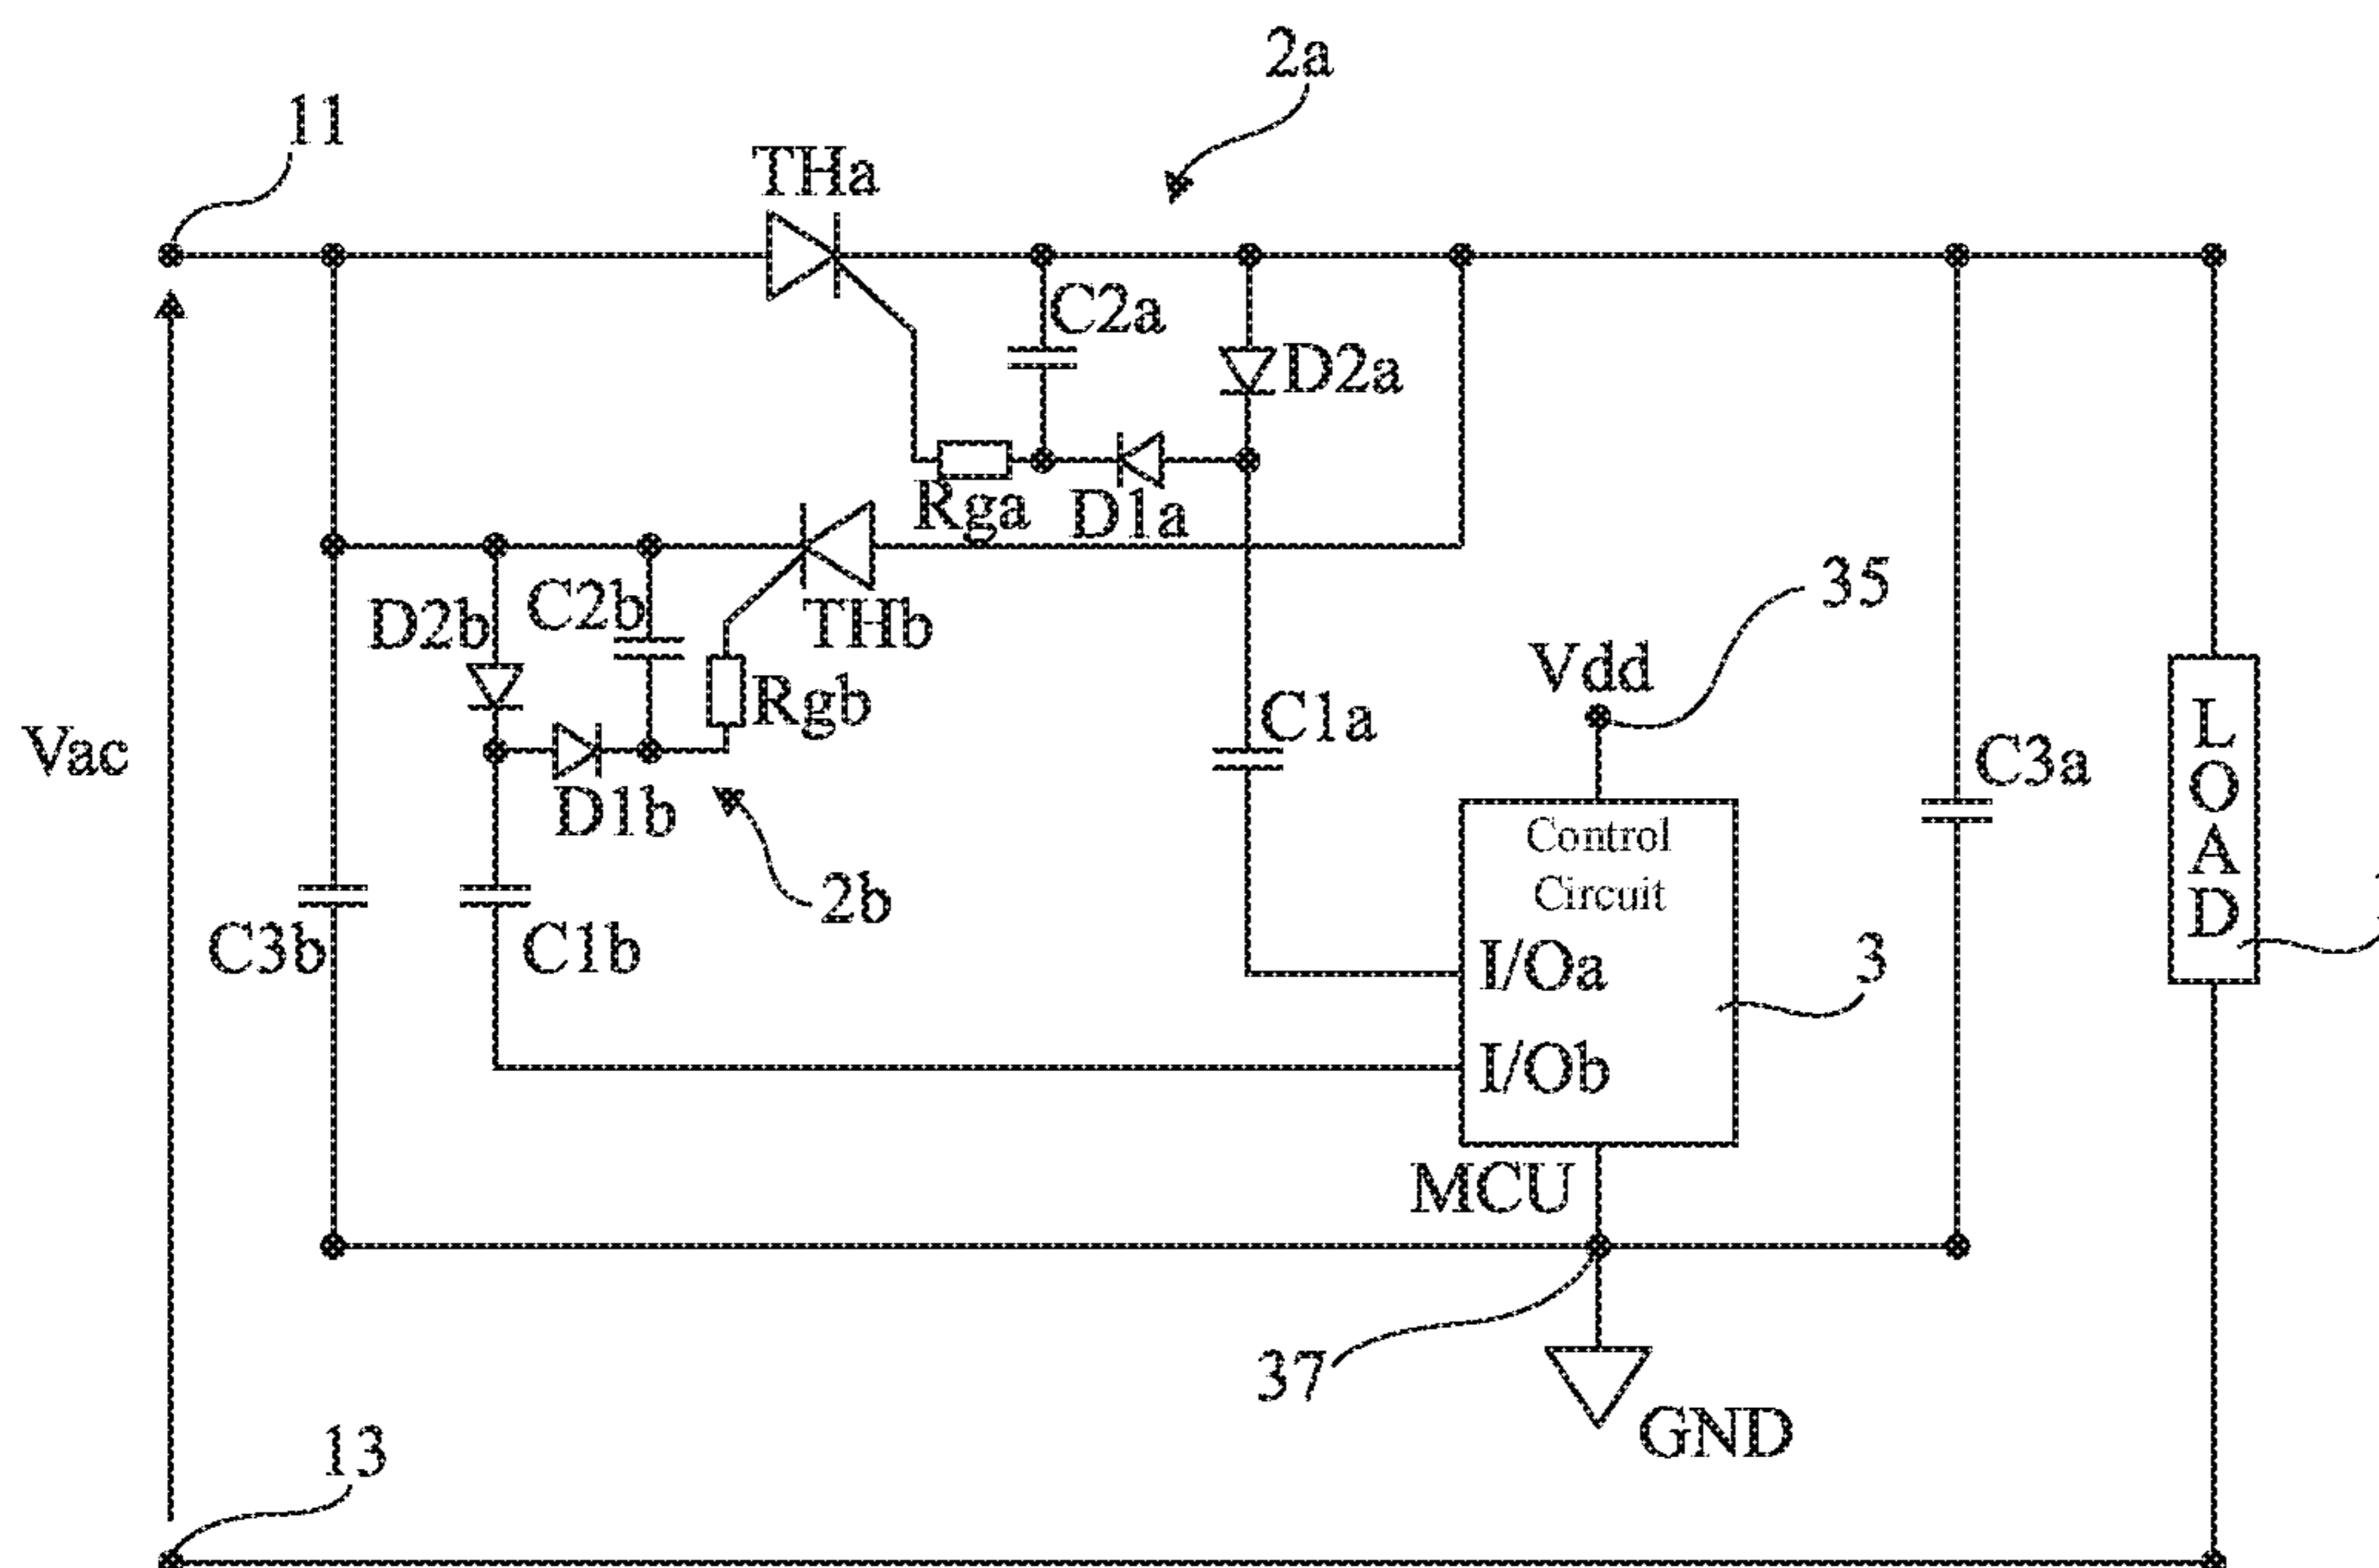 2a
11
THa
C2a
D2a
Rga
D1a
D2b
C2b
THb
35
Vdd
Rgb
C1a
Vac
C3a
LOAD
D1b
Control
Circuit
2b
C3b
C1b
I/Oa
3
I/Ob
MCU
37
GND
13